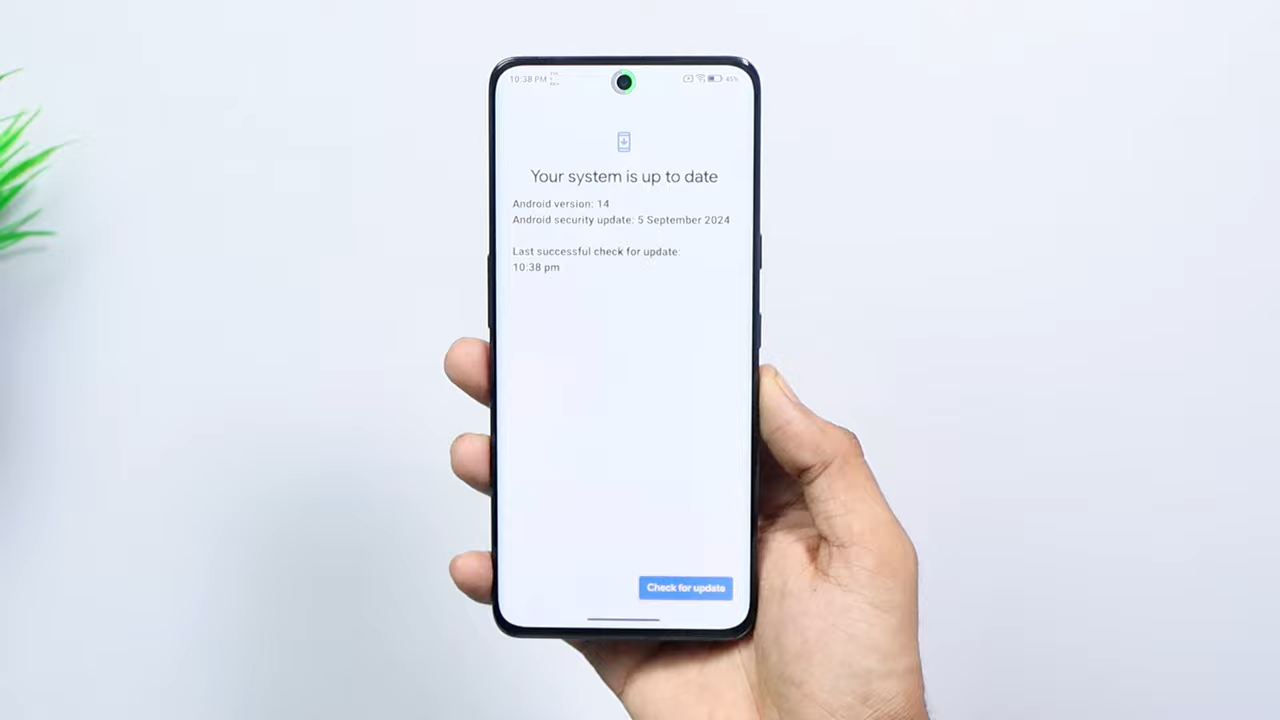 10:38 PM
45%
Your system is up to date
Android version: 14
Android security update: 5 September 2024
Last successful check for update:
10:38 pm
Check for update